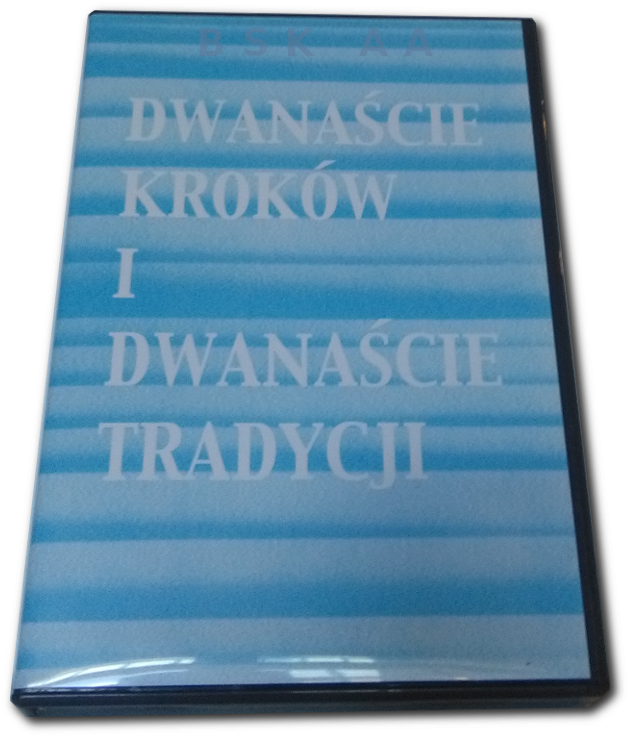 BSK AA
DWANAŚCIE
KROKÓW
I
DWANAŚCIE
TRADYCJI